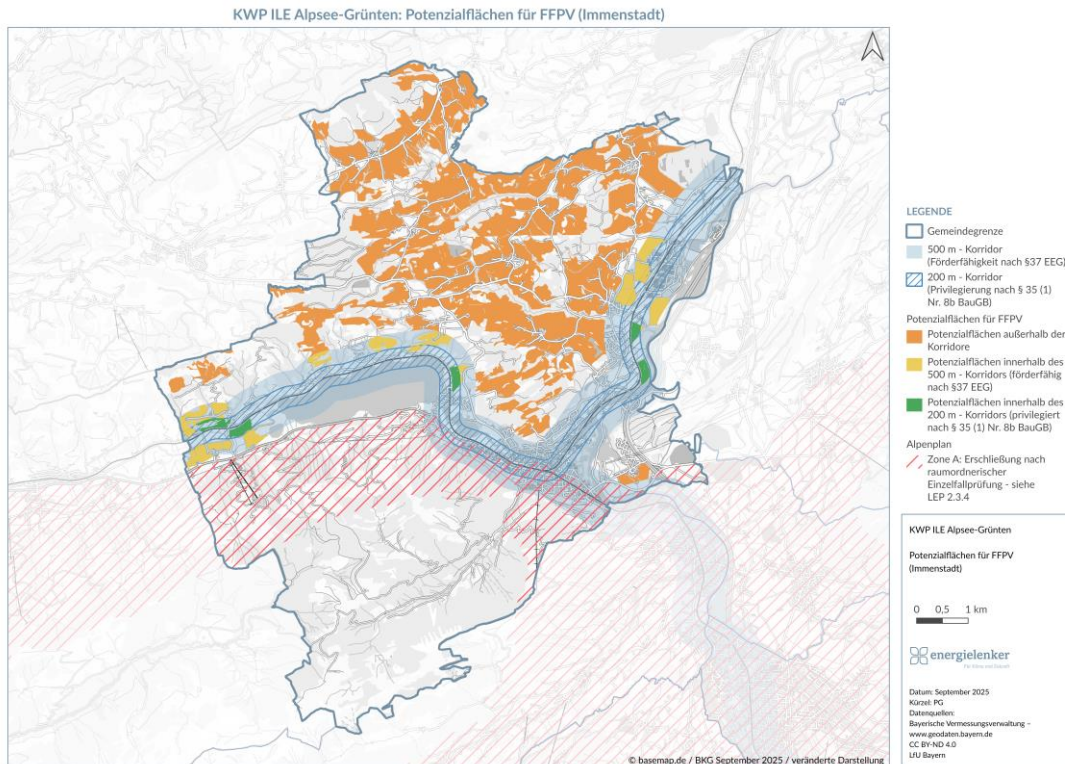 KWP ILE Alpsee-Grünten: Potenzialflächen für FFPV (Immenstadt)
LEGENDE
Gemeindegrenze
500 m - Korridor
(Förderfähigkeit nach §37 EEG)
200 m - Korridor
(Privilegierung nach § 35 (1)
Nr. 8b BauGB)
Potenzialflächen für FFPV
Potenzialflächen außerhalb der
Korridore
Potenzialflächen innerhalb des
500 m - Korridors (förderfähig
nach §37 EEG)
Potenzialflächen innerhalb des
200 m - Korridors (privilegiert
nach § 35 (1) Nr. 8b BauGB)
Alpenplan
Zone A: Erschließung nach
raumordnerischer
Einzelfallprüfung - siehe
LEP 2.3.4
KWP ILE Alpsee-Grünten
Potenzialflächen für FFPV
(Immenstadt)
0 0,5 1 km
energielenker
Für Klima und Zukunft
Datum: September 2025
Kürzel: PG
Datenquellen:
Bayerische Vermessungsverwaltung –
www.geodaten.bayern.de
CC BY-ND 4.0
LfU Bayern
© basemap.de / BKG September 2025 / veränderte Darstellung